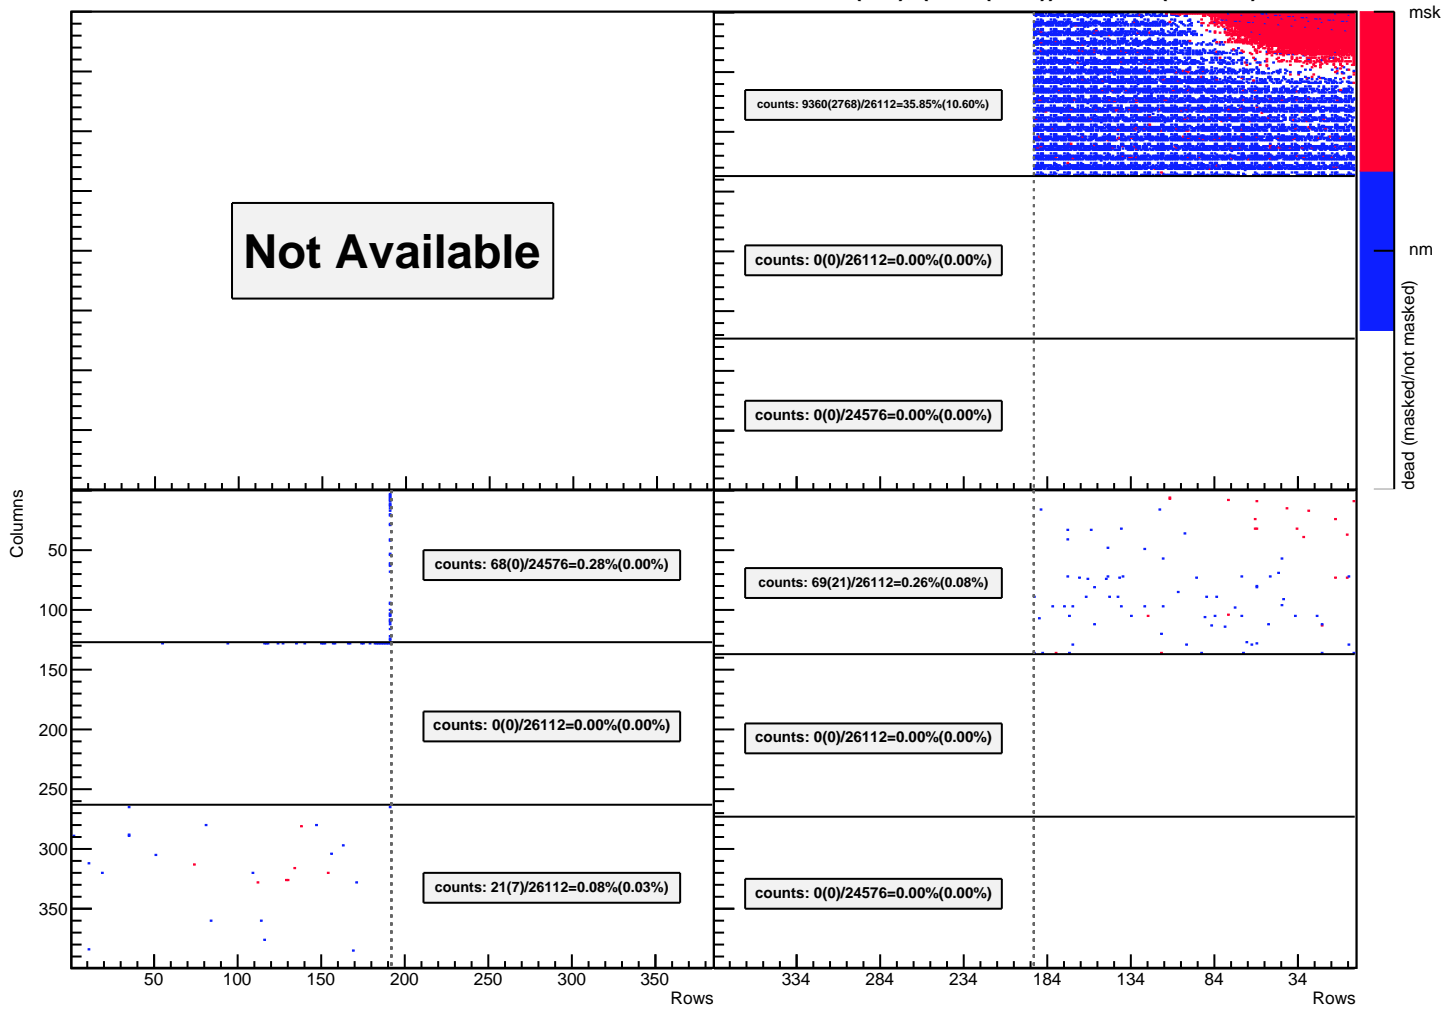 msk
counts: 9360(2768)/26112=35.85%(10.60%)
Not Available
counts: 0(0)/26112=0.00%(0.00%)
nm
dead (masked/not masked)
counts: 0(0)/24576=0.00%(0.00%)
Columns
50
100
150
200
250
300
350
counts: 68(0)/24576=0.28%(0.00%)
counts: 69(21)/26112=0.26%(0.08%)
counts: 0(0)/26112=0.00%(0.00%)
counts: 0(0)/26112=0.00%(0.00%)
counts: 21(7)/26112=0.08%(0.03%)
counts: 0(0)/24576=0.00%(0.00%)
50 100 150 200 250 300 350
334 284 234 184 134 84 34
Rows
Rows